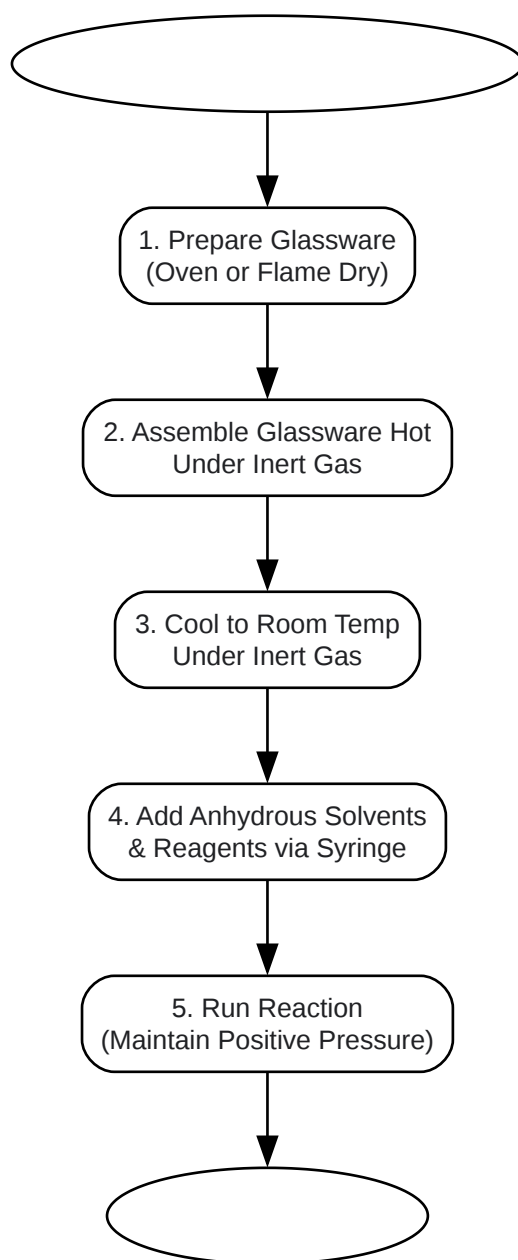 1. Prepare Glassware
(Oven or Flame Dry)
2. Assemble Glassware Hot
Under Inert Gas
3. Cool to Room Temp
Under Inert Gas
4. Add Anhydrous Solvents
& Reagents via Syringe
5. Run Reaction
(Maintain Positive Pressure)